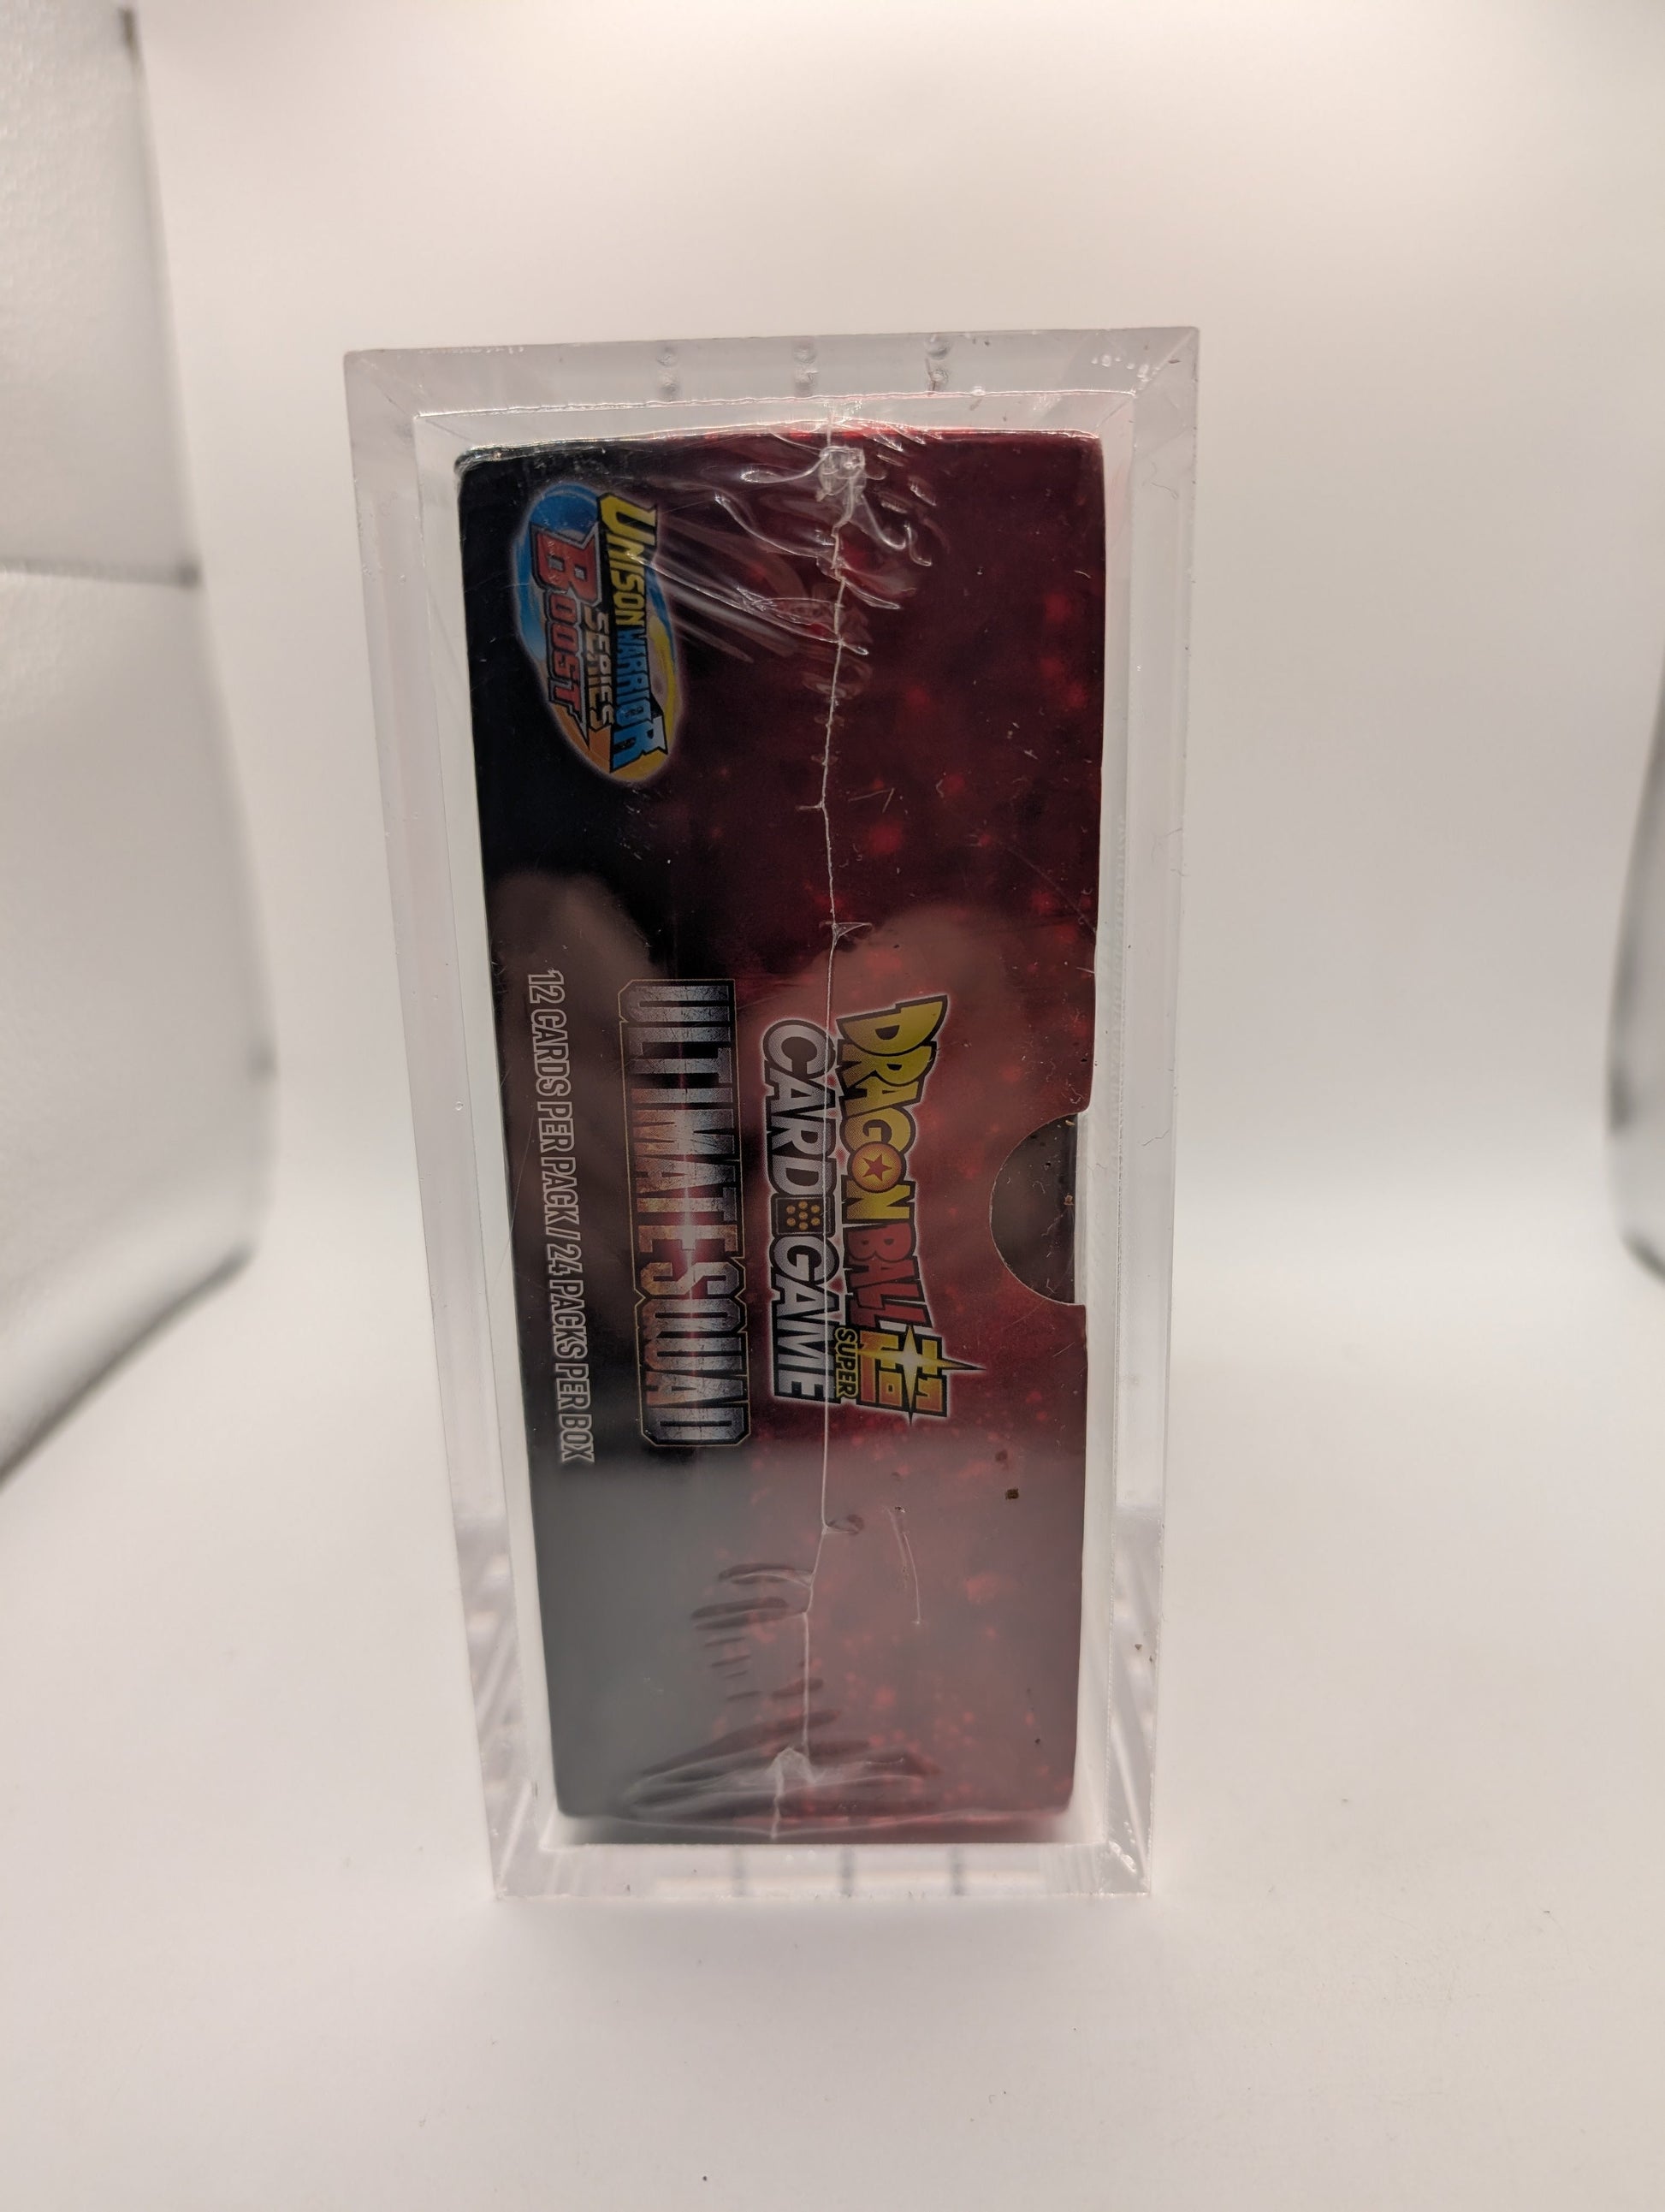 DRAGON BALL 超
SUPER
CARD GAME
ULTIMATE SQUAD
12 CARDS PER PACK / 24 PACKS PER BOX
UNISON WARRIOR
SERIES
BOOST